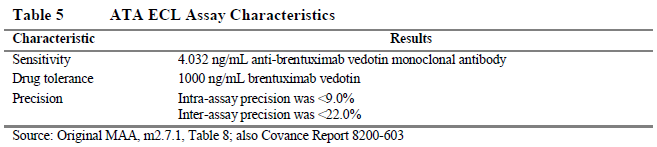 Table 5 ATA ECL Assay Characteristics
Characteristic Results
Sensitivity 4.032 ng/mL anti-brentuximab vedotin monoclonal antibody
Drug tolerance 1000 ng/mL brentuximab vedotin
Precision Intra-assay precision was <9.0%
Inter-assay precision was <22.0%
Source: Original MAA, m2.7.1, Table 8; also Covance Report 8200-603